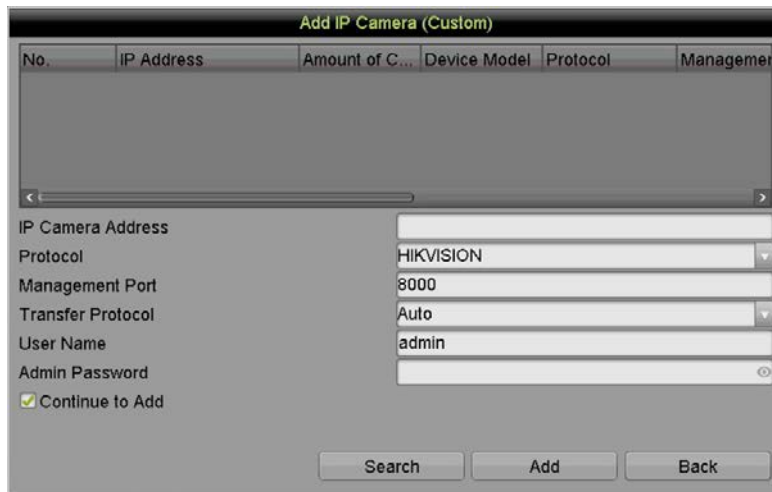 Add IP Camera (Custom)
No. IP Address Amount of C... Device Model Protocol Managemer
IP Camera Address
Protocol HIKVISION
Management Port 8000
Transfer Protocol Auto
User Name admin
Admin Password
Continue to Add
Search Add Back